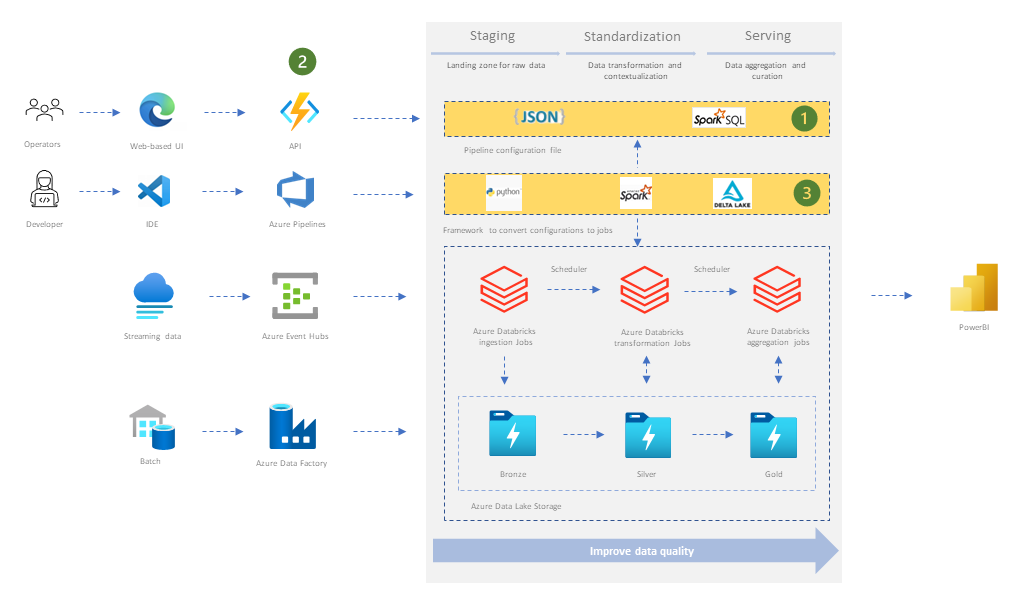 Staging
Standardization
Serving
Landing zone for raw data
Data transformation and
contextualization
Data aggregation and
curation
2
Operators
Web-based UI
API
{JSON}
Spark SQL
1
Pipeline configuration file
Developer
IDE
Azure Pipelines
python
Spark
DELTA LAKE
3
Framework to convert configurations to jobs
Scheduler
Scheduler
Streaming data
Azure Event Hubs
Azure Databricks
ingestion Jobs
Azure Databricks
transformation Jobs
Azure Databricks
aggregation jobs
PowerBI
Batch
Azure Data Factory
Bronze
Silver
Gold
Azure Data Lake Storage
Improve data quality